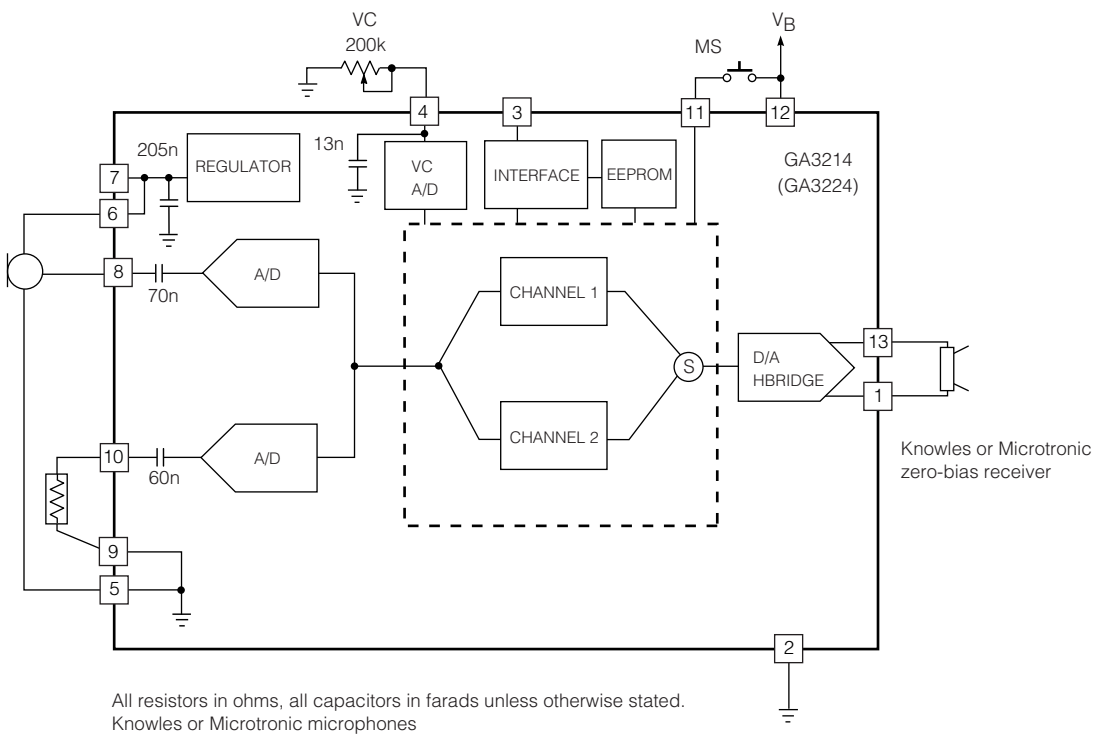 VC
200k
MS
VB
4
3
11
12
13n
205n
REGULATOR
VC
A/D
INTERFACE
EEPROM
GA3214
(GA3224)
7
6
8
70n
A/D
CHANNEL 1
S
D/A
HBRIDGE
13
1
CHANNEL 2
10
60n
A/D
Knowles or Microtronic
zero-bias receiver
9
5
2
All resistors in ohms, all capacitors in farads unless otherwise stated.
Knowles or Microtronic microphones